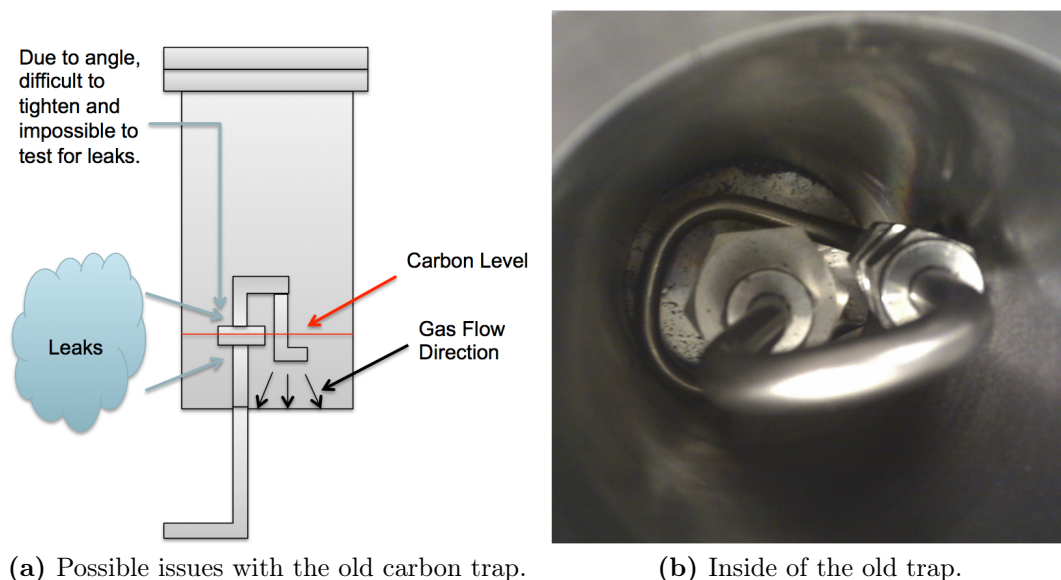 Due to angle,
difficult to
tighten and
impossible to
test for leaks.
Carbon Level
Leaks
Gas Flow
Direction
(a) Possible issues with the old carbon trap.
(b) Inside of the old trap.